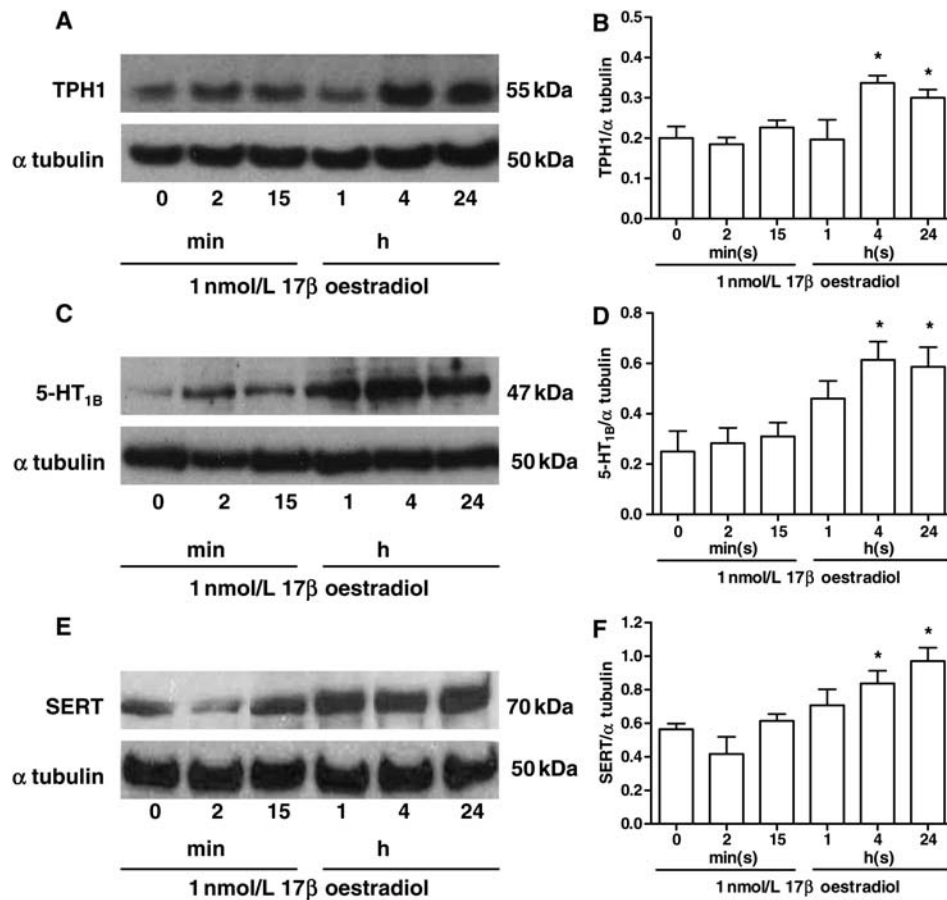 A
TPH1
55 kDa
α tubulin
50 kDa
0 2 15 1 4 24
min h
1 nmol/L 17β oestradiol
B
TPH1/α tubulin
0.4
0.3
0.2
0.1
0.0
* *
0 2 15 1 4 24
min(s) h(s)
1 nmol/L 17β oestradiol
C
5-HT1B
47 kDa
α tubulin
50 kDa
0 2 15 1 4 24
min h
1 nmol/L 17β oestradiol
D
5-HT1B/α tubulin
0.8
0.6
0.4
0.2
0.0
* *
0 2 15 1 4 24
min(s) h(s)
1 nmol/L 17β oestradiol
E
SERT
70 kDa
α tubulin
50 kDa
0 2 15 1 4 24
min h
1 nmol/L 17β oestradiol
F
SERT/α tubulin
1.2
1.0
0.8
0.6
0.4
0.2
0.0
* *
0 2 15 1 4 24
min(s) h(s)
1 nmol/L 17β oestradiol